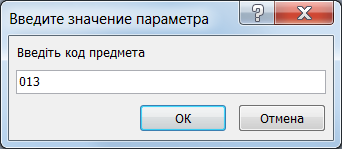 Введите значение параметра
Введіть код предмета
013
ОК
Отмена